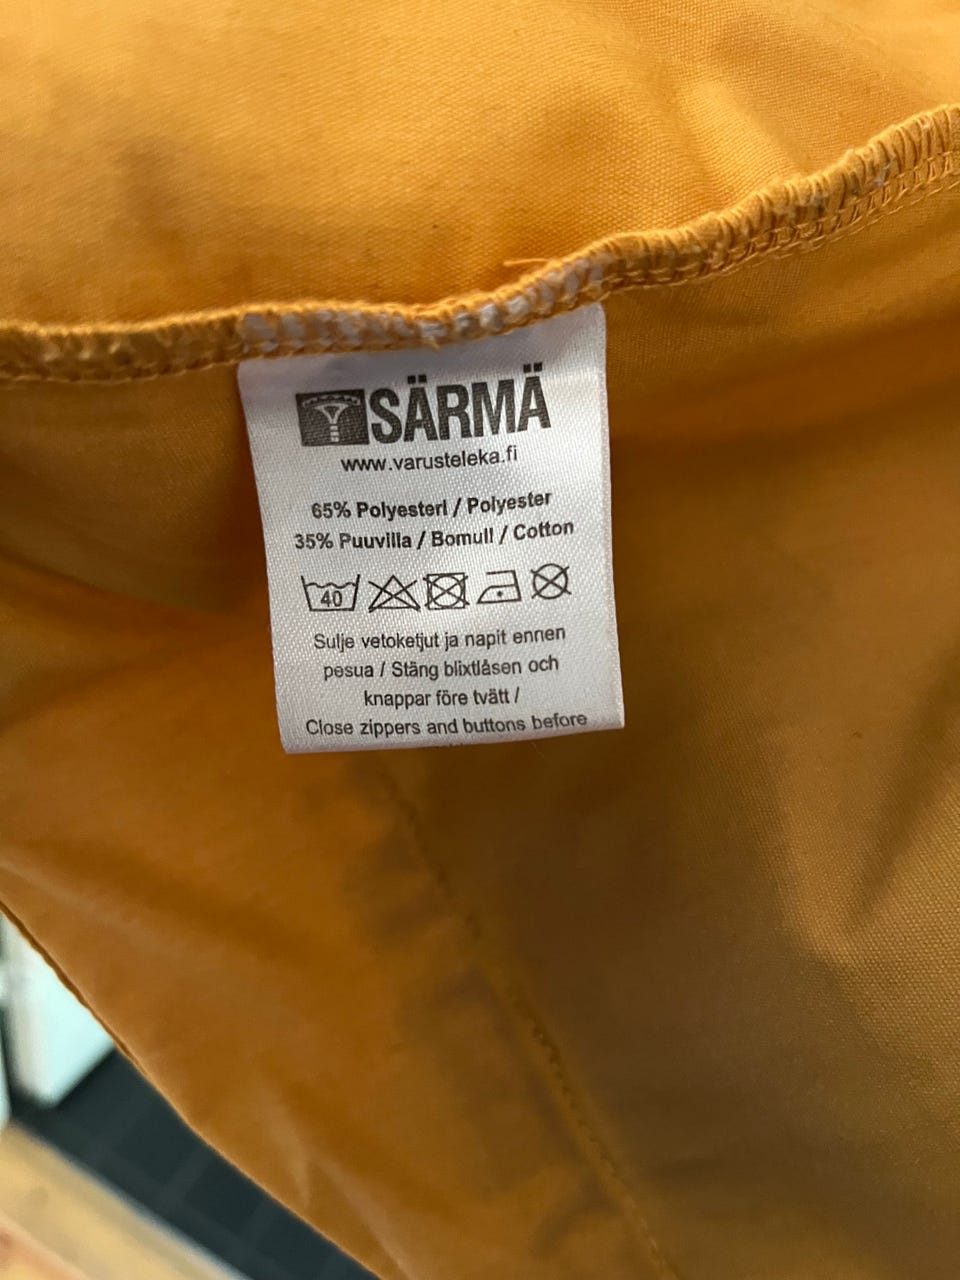 SÄRMÄ
www.varusteleka.fi
65% Polyesteri / Polyester
35% Puuvilla / Bomull / Cotton
40
Sulje vetoketjut ja napit ennen
pesua / Stäng blixtlåsen och
knappar före tvätt /
Close zippers and buttons before